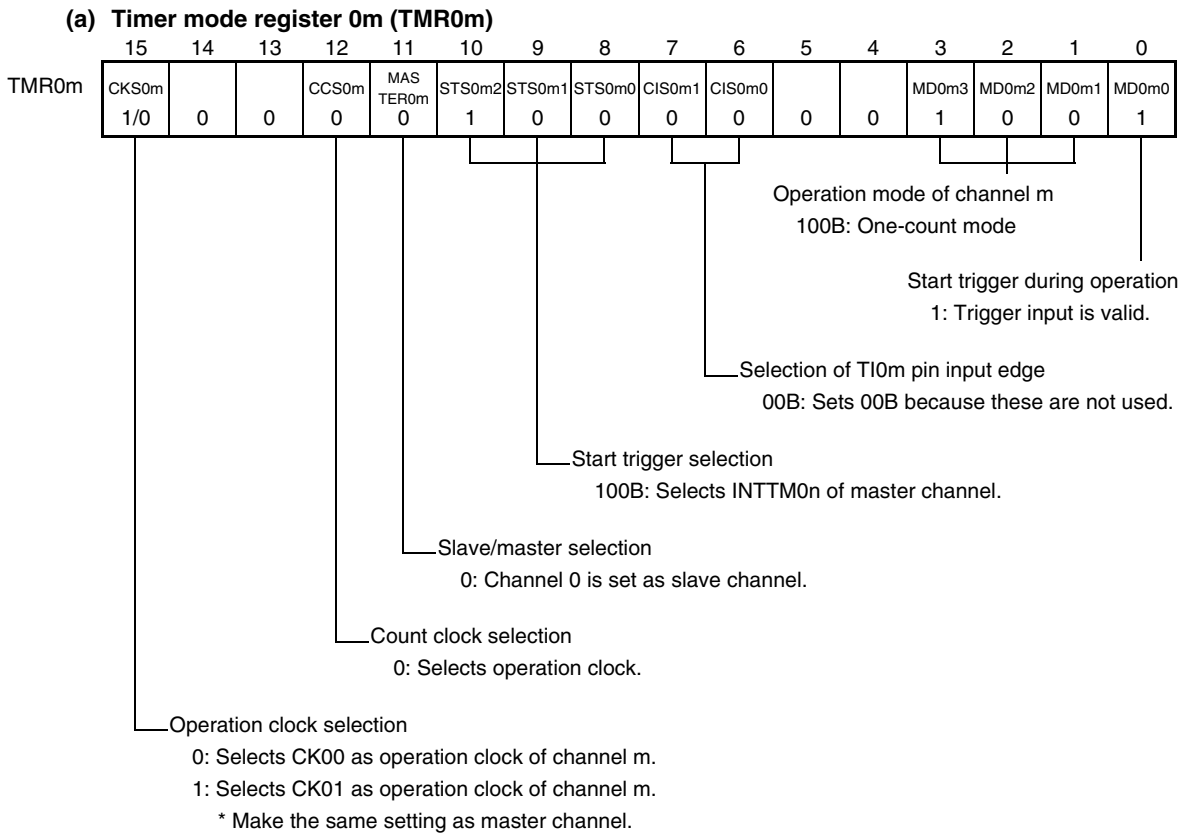 (a) Timer mode register 0m (TMR0m)
15 14 13 12 11 10 9 8 7 6 5 4 3 2 1 0
TMR0m CKS0m CCS0m MAS TER0m STS0m2 STS0m1 STS0m0 CIS0m1 CIS0m0 MD0m3 MD0m2 MD0m1 MD0m0
1/0 0 0 0 0 1 0 0 0 0 0 0 1 0 0 1
Operation mode of channel m
100B: One-count mode
Start trigger during operation
1: Trigger input is valid.
Selection of TI0m pin input edge
00B: Sets 00B because these are not used.
Start trigger selection
100B: Selects INTTM0n of master channel.
Slave/master selection
0: Channel 0 is set as slave channel.
Count clock selection
0: Selects operation clock.
Operation clock selection
0: Selects CK00 as operation clock of channel m.
1: Selects CK01 as operation clock of channel m.
* Make the same setting as master channel.